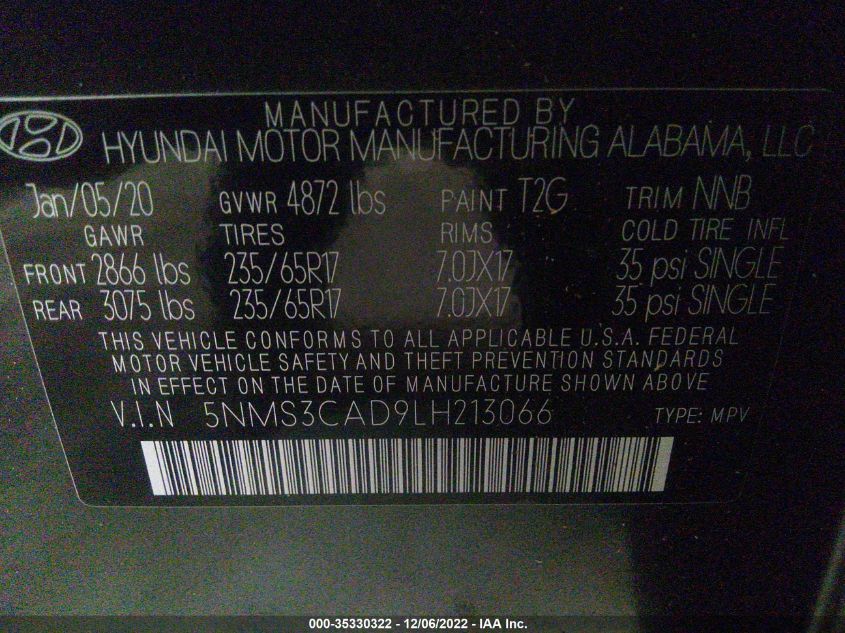 MANUFACTURED BY
HYUNDAI MOTOR MANUFACTURING ALABAMA, LLC
Jan/05/20 GVWR 4872 lbs PAINT T2G TRIM NNB
GAWR TIRES RIMS COLD TIRE INFL
FRONT 2866 lbs 235/65R17 7.0JX17 35 psi SINGLE
REAR 3075 lbs 235/65R17 7.0JX17 35 psi SINGLE
THIS VEHICLE CONFORMS TO ALL APPLICABLE U.S.A. FEDERAL
MOTOR VEHICLE SAFETY AND THEFT PREVENTION STANDARDS
IN EFFECT ON THE DATE OF MANUFACTURE SHOWN ABOVE
V.I.N 5NMS3CAD9LH213066 TYPE: MPV
000-35330322 - 12/06/2022 - IAA Inc.